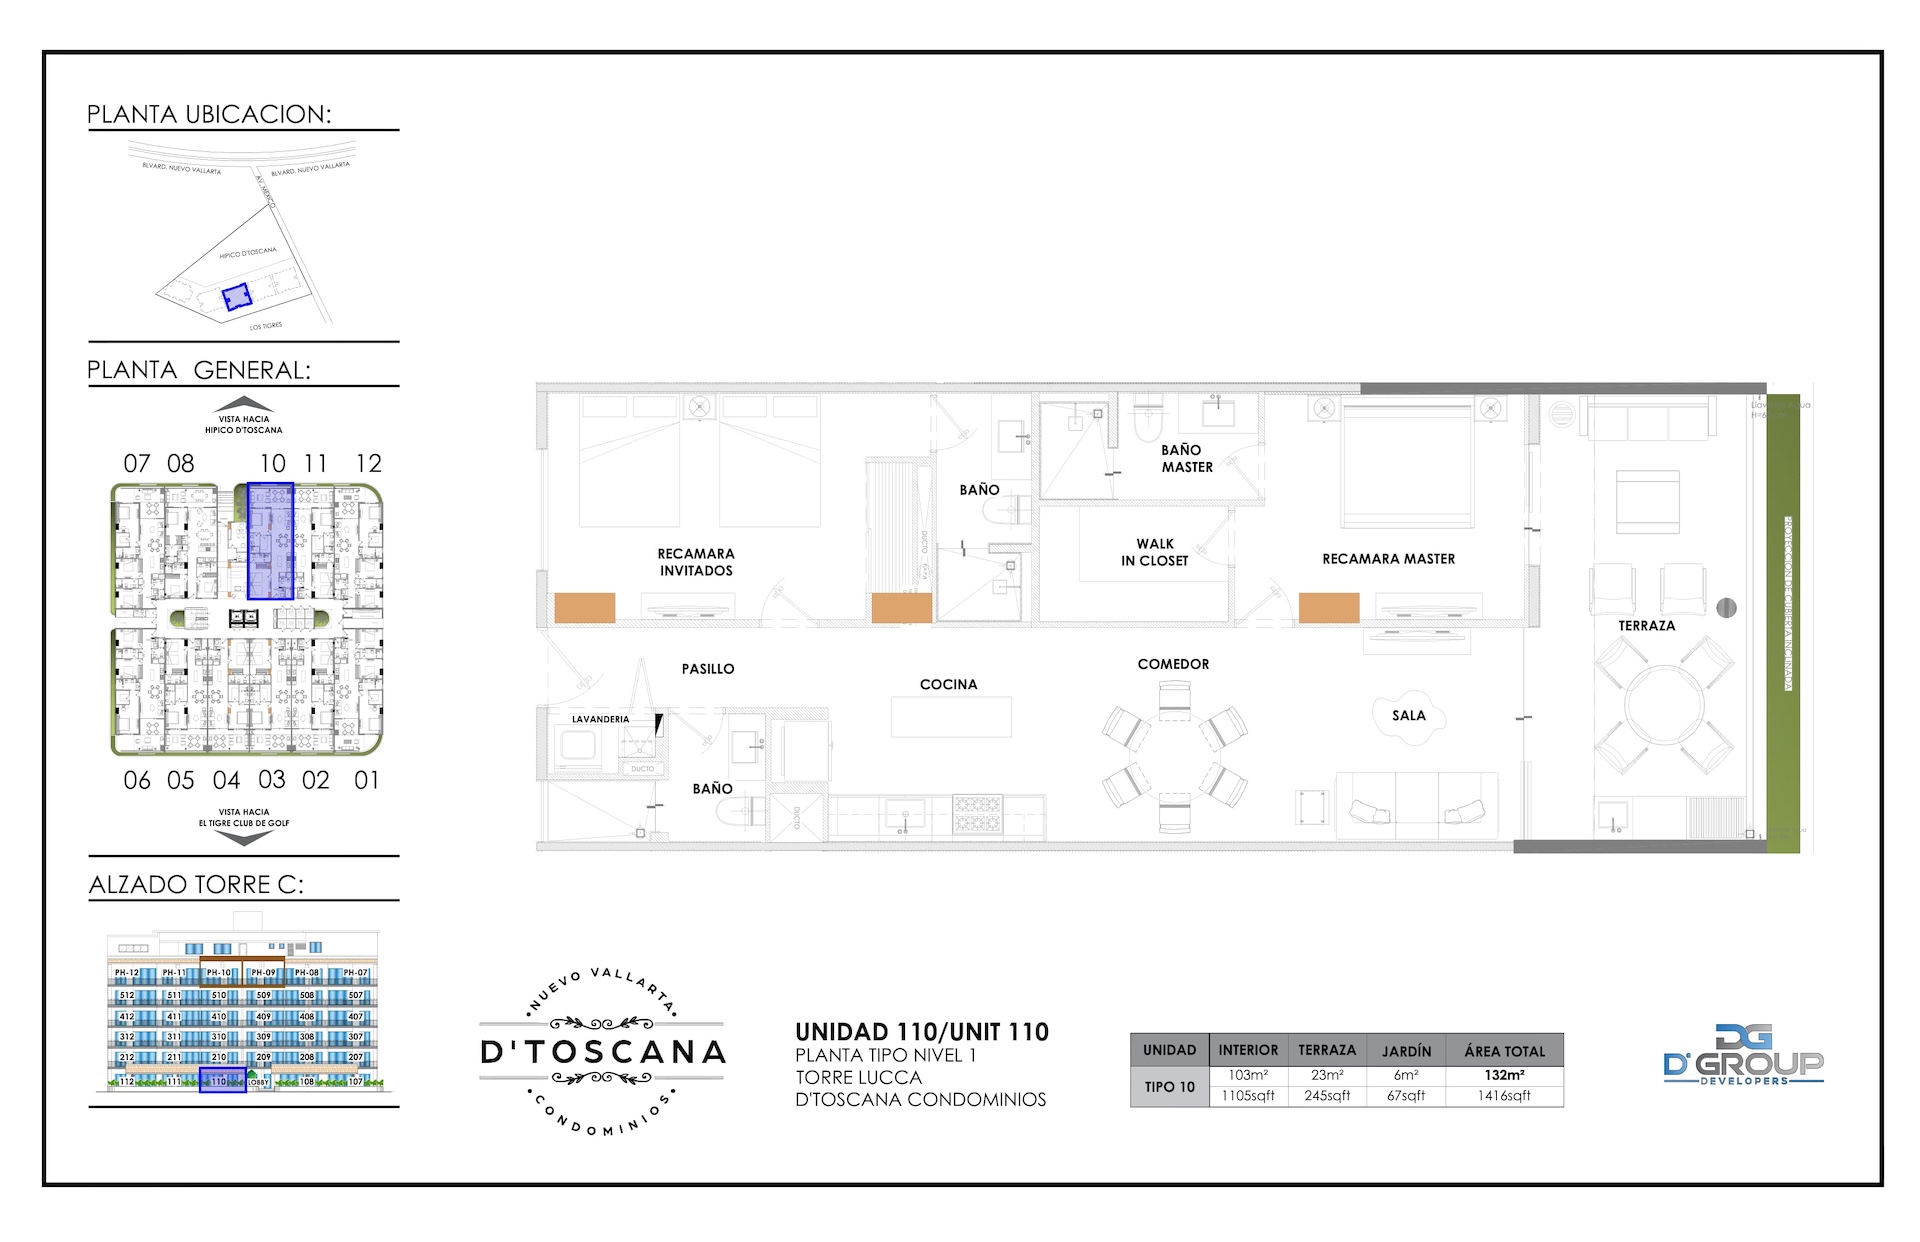 PLANTA UBICACION:
BLVARD. NUEVO VALLARTA
BLVARD. NUEVO VALLARTA
AV. MEXICO
HIPICO D'TOSCANA
LOS TIGRES
PLANTA GENERAL:
VISTA HACIA
HIPICO D'TOSCANA
07 08 10 11 12
06 05 04 03 02 01
VISTA HACIA
EL TIGRE CLUB DE GOLF
ALZADO TORRE C:
PH-12 PH-11 PH-10 PH-09 PH-08 PH-07
512 511 510 509 508 507
412 411 410 409 408 407
312 311 310 309 308 307
212 211 210 209 208 207
112 111 110 LOBBY 108 107
RECAMARA
INVITADOS
BAÑO
DUCTO
BAÑO
MASTER
WALK
IN CLOSET
RECAMARA MASTER
TERRAZA
PROYECCION DE CUBIERTA INCLINADA
PASILLO
COCINA
COMEDOR
SALA
LAVANDERIA
DUCTO
BAÑO
DUCTO
NUEVO VALLARTA
D'TOSCANA
CONDOMINIOS
UNIDAD 110/UNIT 110
PLANTA TIPO NIVEL 1
TORRE LUCCA
D'TOSCANA CONDOMINIOS
UNIDAD INTERIOR TERRAZA JARDÍN ÁREA TOTAL
TIPO 10
103m² 23m² 6m² 132m²
1105sqft 245sqft 67sqft 1416sqft
DG
D'GROUP
DEVELOPERS